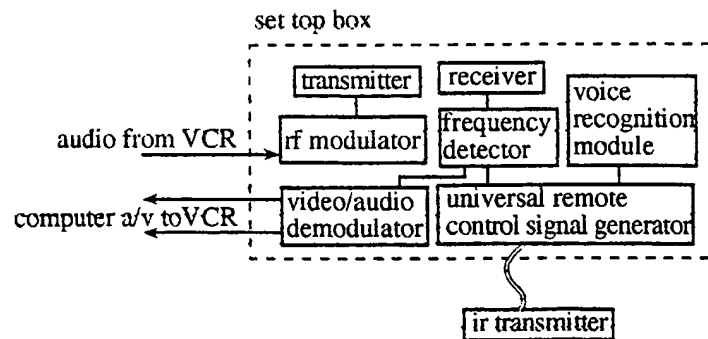 set top box
transmitter
receiver
voice
recognition
module
audio from VCR
rf modulator
frequency
detector
computer a/v toVCR
video/audio
demodulator
universal remote
control signal generator
ir transmitter